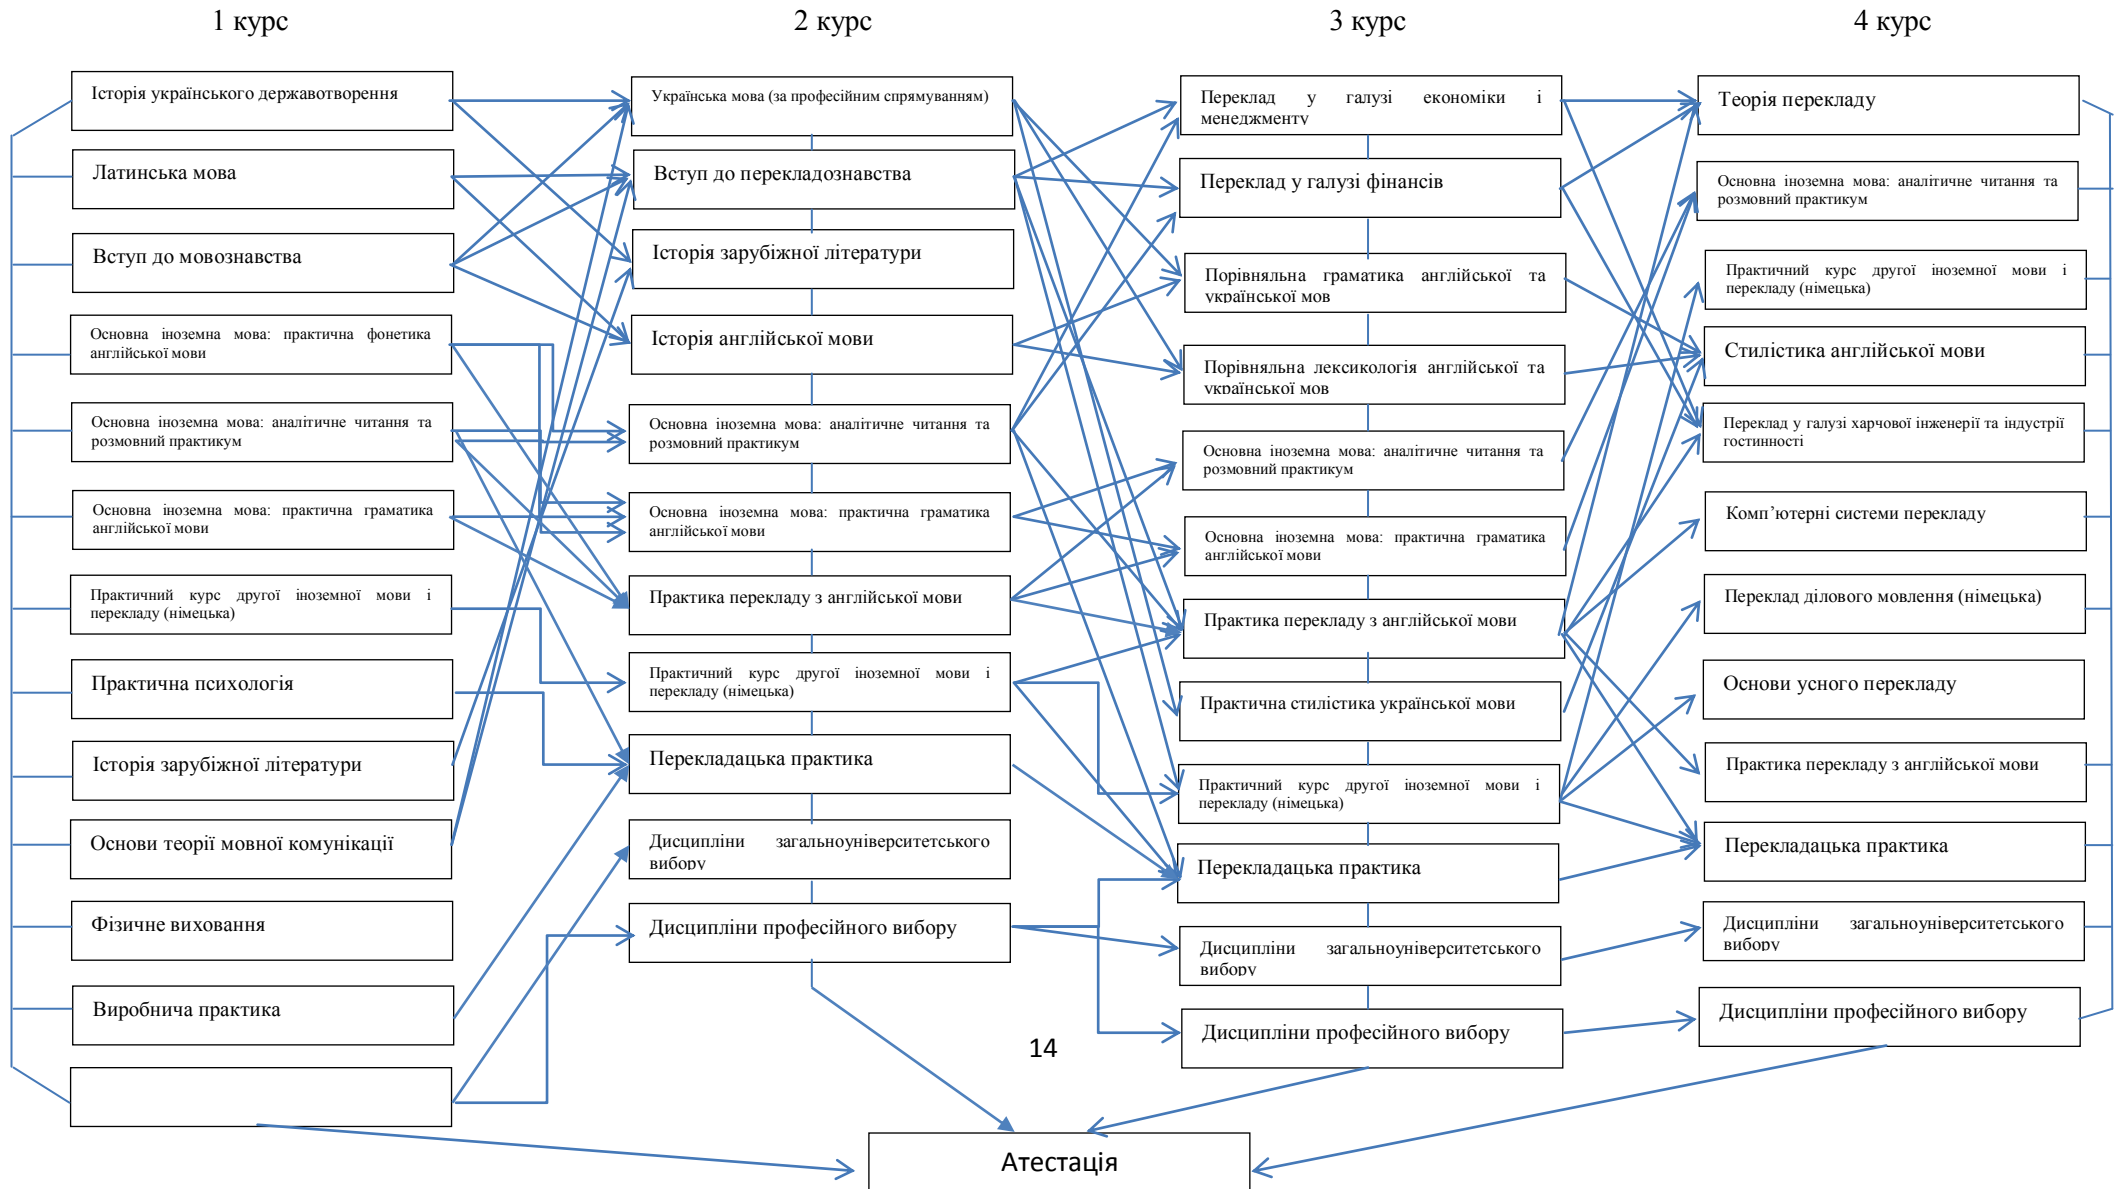 1 курс
2 курс
3 курс
4 курс
Історія українського державотворення
Латинська мова
Вступ до мовознавства
Основна іноземна мова: практична фонетика
англійської мови
Основна іноземна мова: аналітичне читання та
розмовний практикум
Основна іноземна мова: практична граматика
англійської мови
Практичний курс другої іноземної мови і
перекладу (німецька)
Практична психологія
Історія зарубіжної літератури
Основи теорії мовної комунікації
Фізичне виховання
Виробнича практика
Українська мова (за професійним спрямуванням)
Вступ до перекладознавства
Історія зарубіжної літератури
Історія англійської мови
Основна іноземна мова: аналітичне читання та
розмовний практикум
Основна іноземна мова: практична граматика
англійської мови
Практика перекладу з англійської мови
Практичний курс другої іноземної мови і
перекладу (німецька)
Перекладацька практика
Дисципліни загальноуніверситетського
вибору
Дисципліни професійного вибору
Переклад у галузі економіки і
менеджменту
Переклад у галузі фінансів
Порівняльна граматика англійської та
української мов
Порівняльна лексикологія англійської та
української мов
Основна іноземна мова: аналітичне читання та
розмовний практикум
Основна іноземна мова: практична граматика
англійської мови
Практика перекладу з англійської мови
Практична стилістика української мови
Практичний курс другої іноземної мови і
перекладу (німецька)
Перекладацька практика
Дисципліни загальноуніверситетського
вибору
Дисципліни професійного вибору
Теорія перекладу
Основна іноземна мова: аналітичне читання та
розмовний практикум
Практичний курс другої іноземної мови і
перекладу (німецька)
Стилістика англійської мови
Переклад у галузі харчової інженерії та індустрії
гостинності
Комп’ютерні системи перекладу
Переклад ділового мовлення (німецька)
Основи усного перекладу
Практика перекладу з англійської мови
Перекладацька практика
Дисципліни загальноуніверситетського
вибору
Дисципліни професійного вибору
14
Атестація